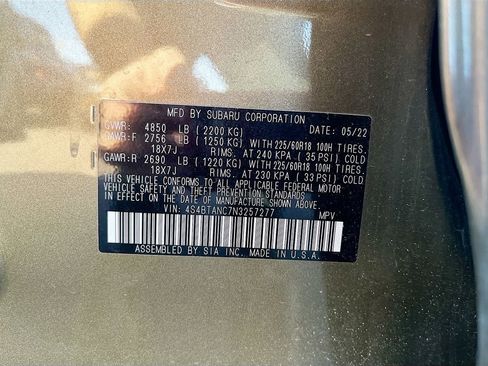 MFD BY SUBARU CORPORATION
GVWR: 4850 LB (2200 KG) DATE: 05/22
GAWR:F 2756 LB (1250 KG) WITH 225/60R18 100H TIRES
18X7J RIMS. AT 240 KPA ( 35 PSI) COLD
GAWR:R 2690 LB (1220 KG) WITH 225/60R18 100H TIRES
18X7J RIMS. AT 230 KPA ( 33 PSI) COLD
THIS VEHICLE CONFORMS TO ALL APPLICABLE FEDERAL MOTOR
VEHICLE SAFETY AND BUMPER STANDARDS IN EFFECT
ON THE DATE OF MANUFACTURE SHOWN ABOVE.
VIN: 4S4BTANC7N3257277 MPV
ASSEMBLED BY SIA INC. MADE IN U.S.A.